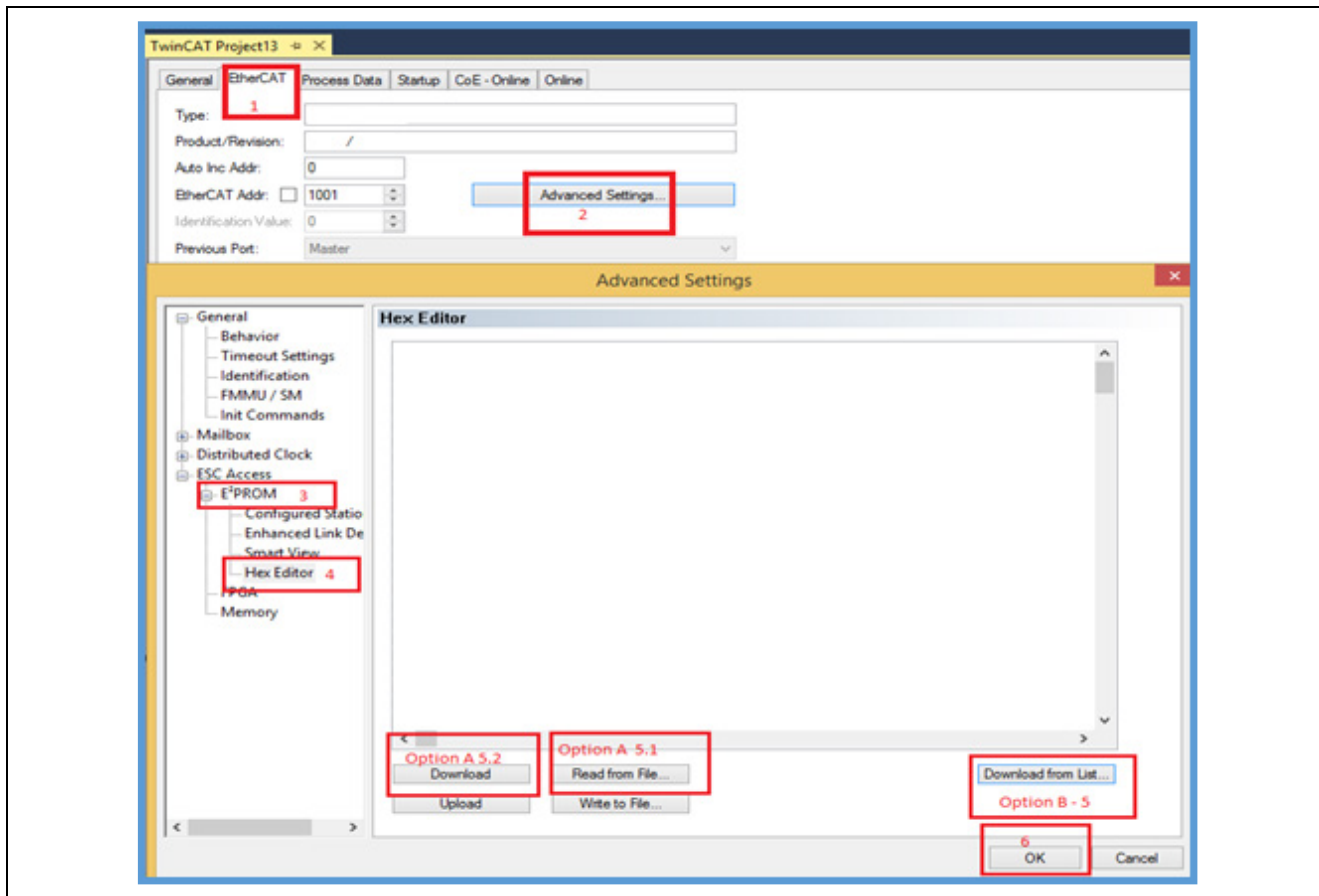 TwinCAT Project13
General EtherCAT Process Data Startup CoE - Online Online
1
Type:
Product/Revision: /
Auto Inc Addr: 0
EtherCAT Addr: 1001 Advanced Settings...
2
Identification Value: 0
Previous Port: Master
Advanced Settings
General
Behavior
Timeout Settings
Identification
FMMU / SM
Init Commands
Mailbox
Distributed Clock
ESC Access
E²PROM 3
Configured Statio
Enhanced Link De
Smart View
Hex Editor 4
FPGA
Memory
Hex Editor
Option A 5.2 Option A 5.1
Download Read from File... Download from List...
Upload Write to File... Option B - 5
6
OK Cancel